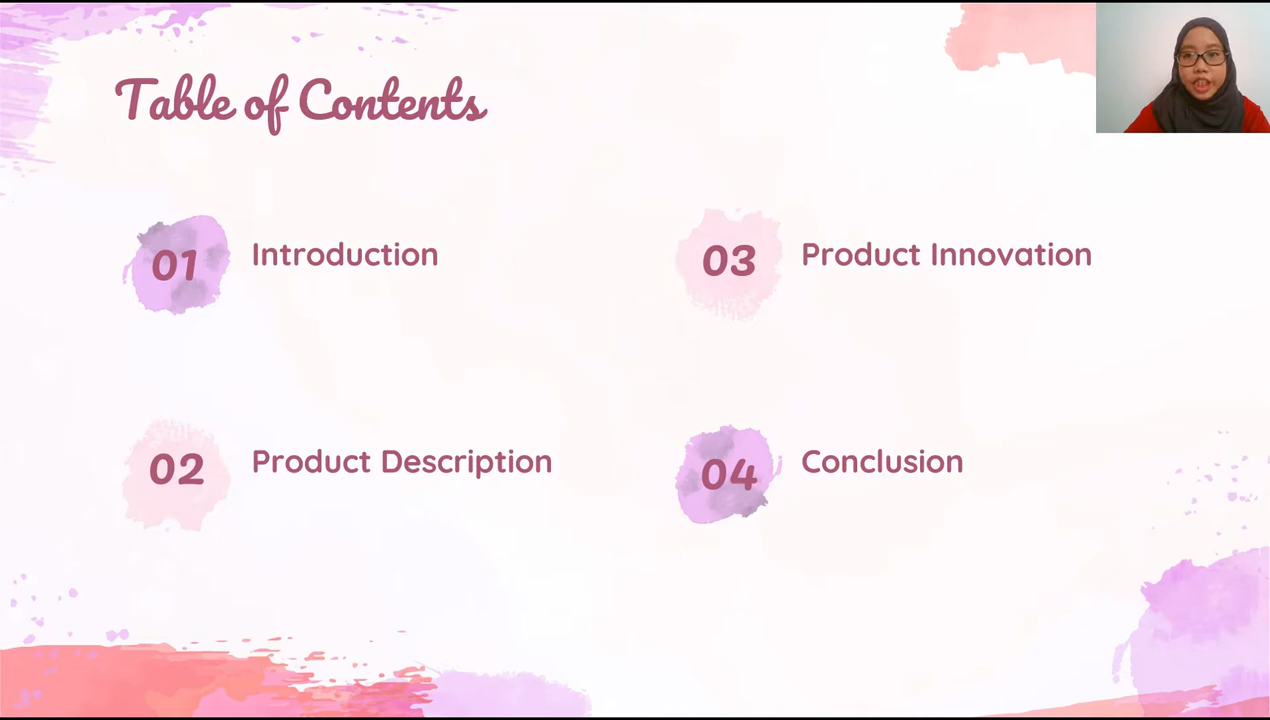 Table of Contents
01
Introduction
03
Product Innovation
02
Product Description
04
Conclusion